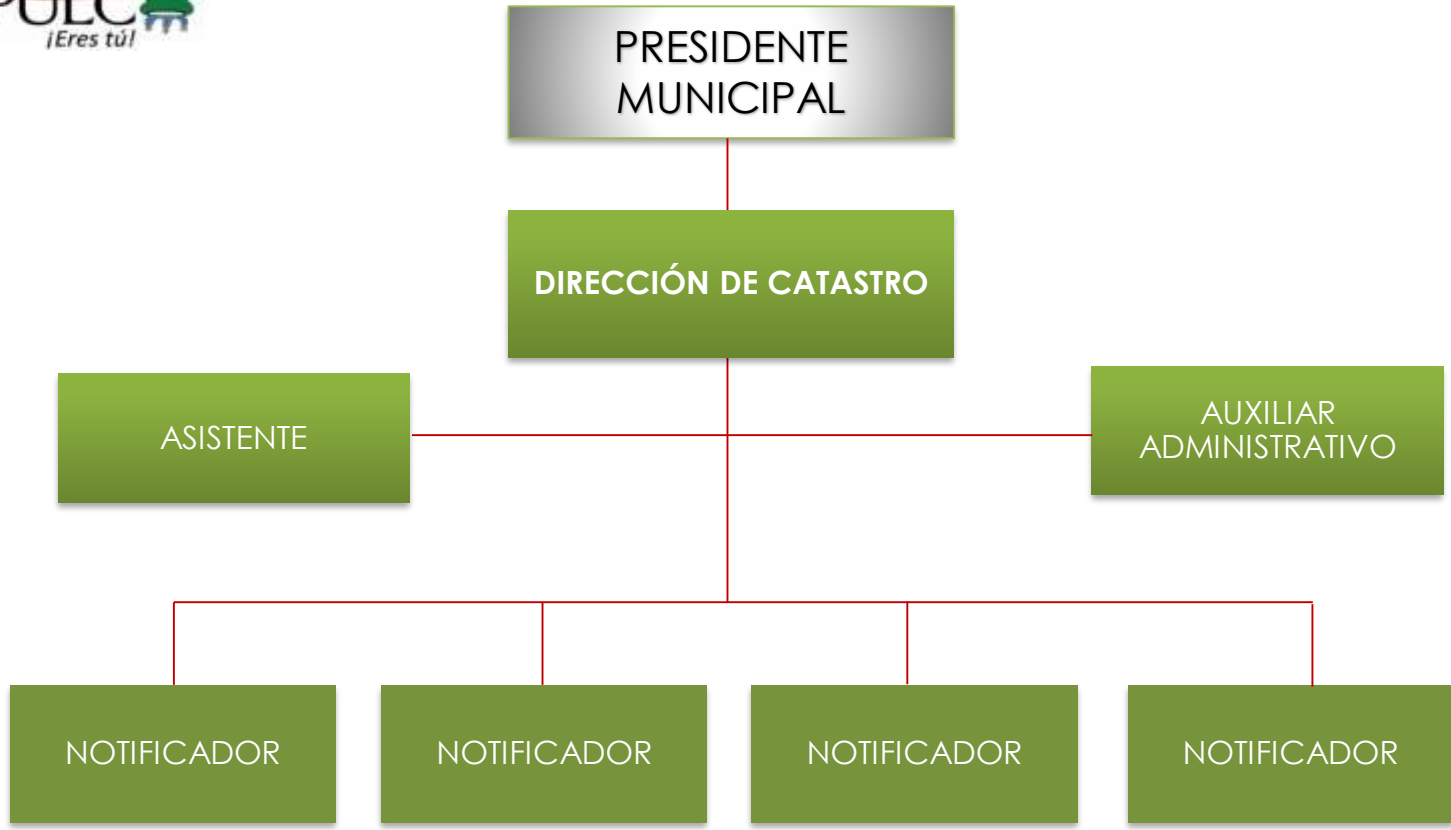 ¡Eres tú!
PRESIDENTE
MUNICIPAL
DIRECCIÓN DE CATASTRO
ASISTENTE
AUXILIAR
ADMINISTRATIVO
NOTIFICADOR
NOTIFICADOR
NOTIFICADOR
NOTIFICADOR